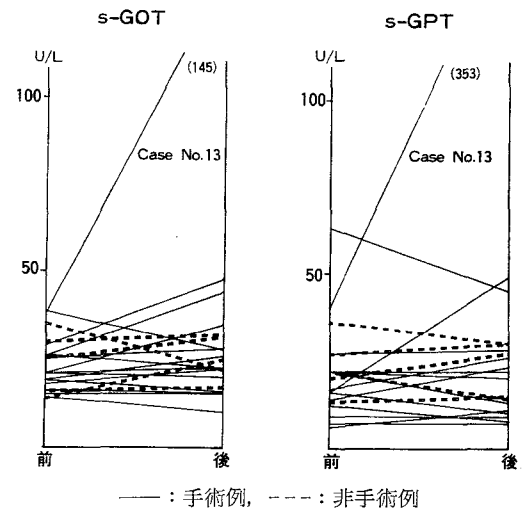 s-GOT
U/L
100
50
(145)
Case No.13
前
後
s-GPT
U/L
100
50
(353)
Case No.13
前
後
——：手術例，---：非手術例